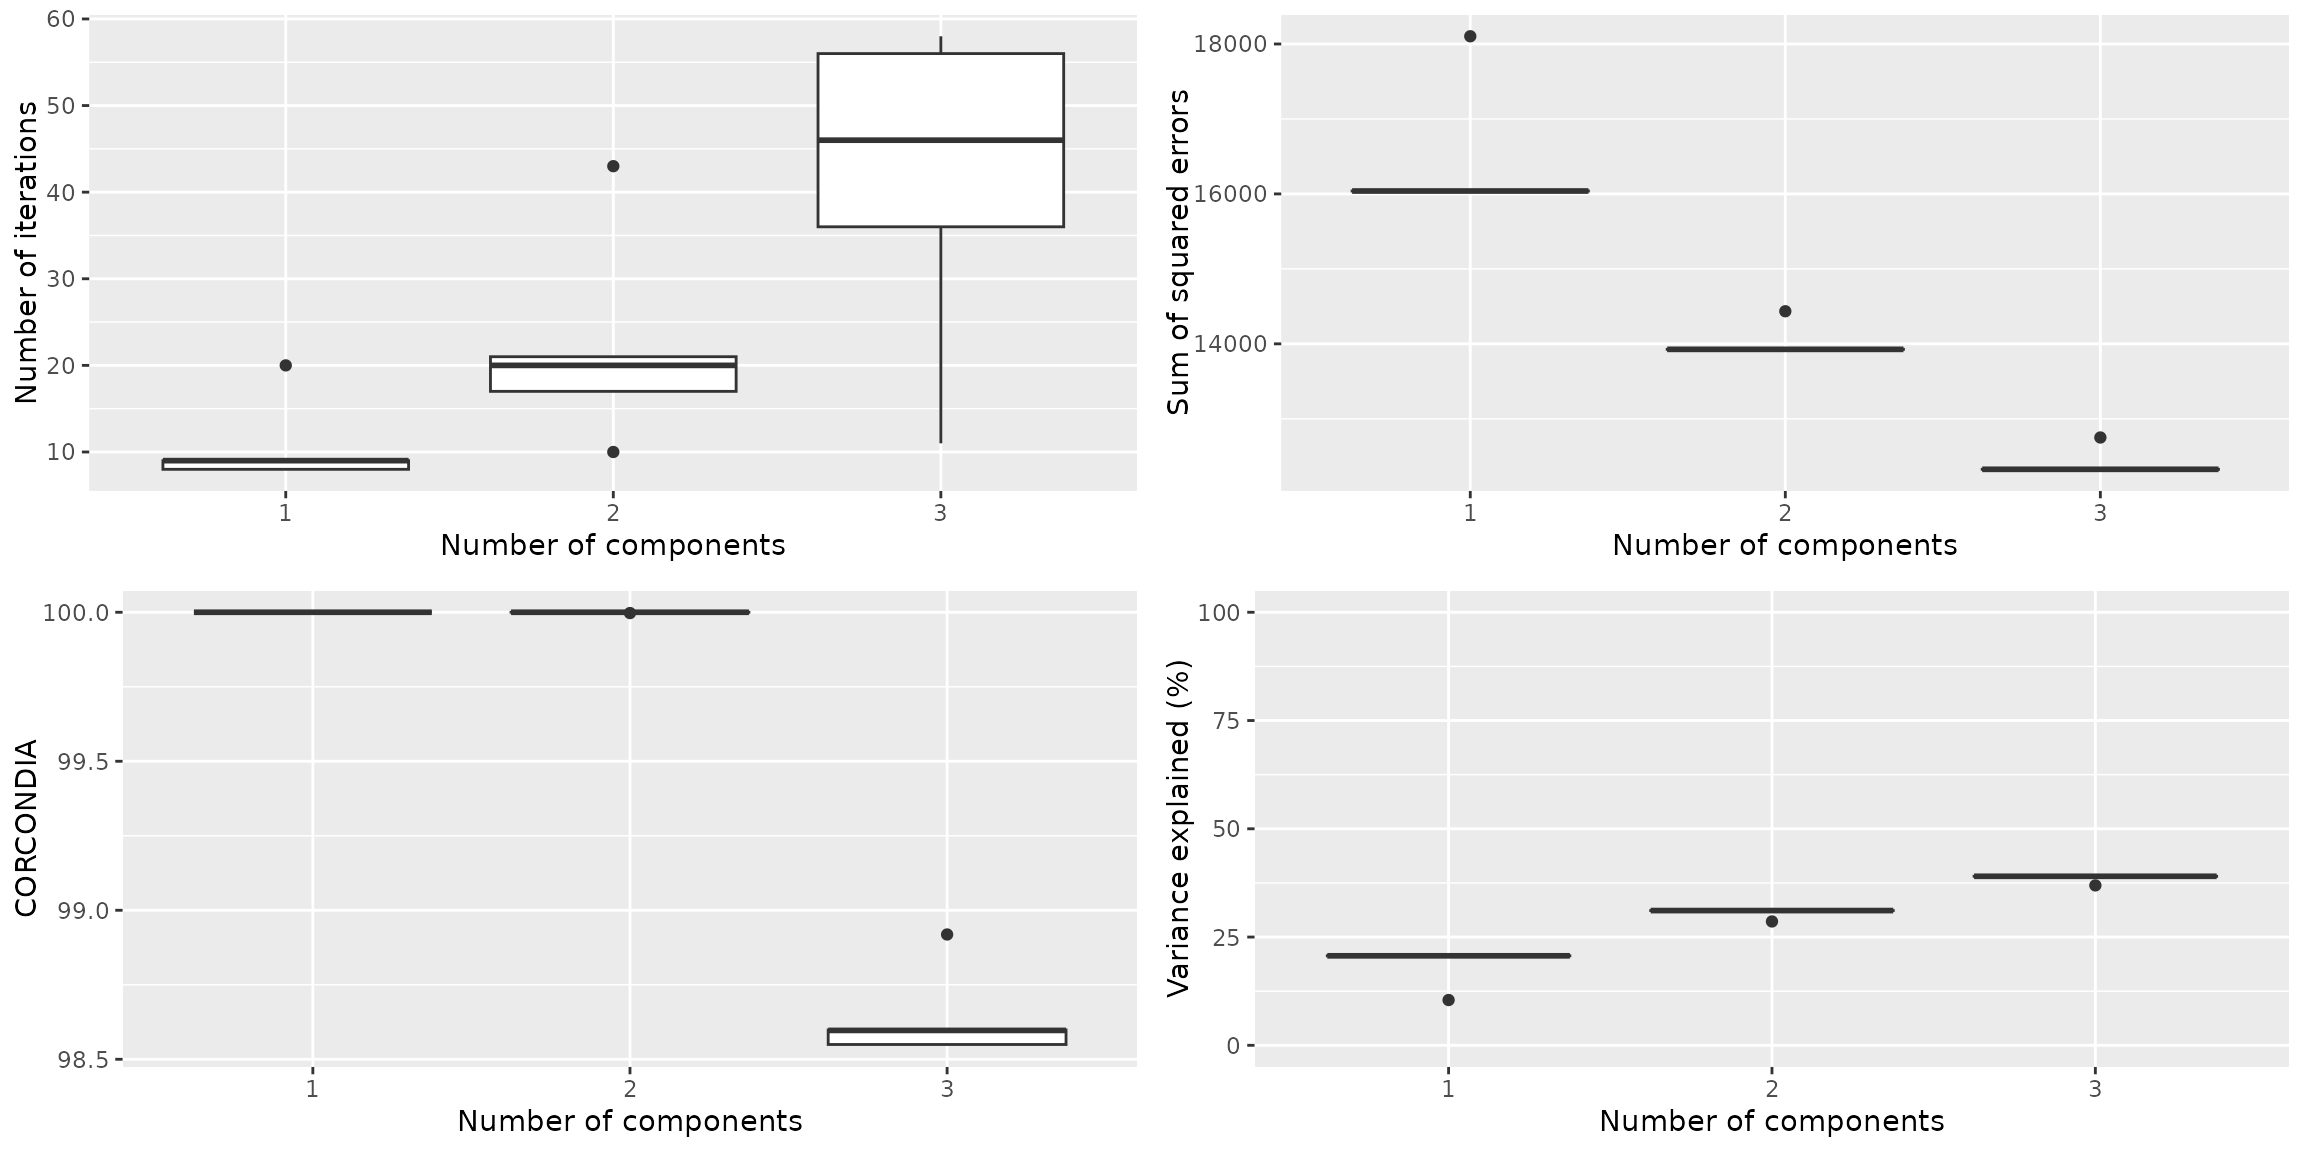 Number of iterations
60
50
40
30
20
10
1 2 3
Number of components
Sum of squared errors
18000
16000
14000
1 2 3
Number of components
CORCONDIA
100.0
99.5
99.0
98.5
1 2 3
Number of components
Variance explained (%)
100
75
50
25
0
1 2 3
Number of components